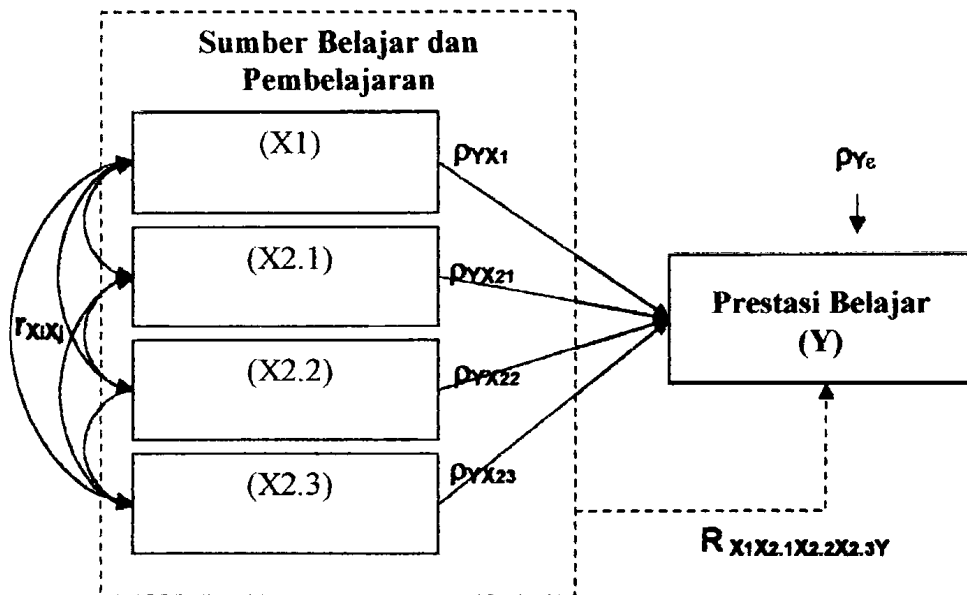 Sumber Belajar dan
Pembelajaran
(X1)
ρYX1
ρYε
(X2.1)
ρYX21
Prestasi Belajar
(Y)
rXiXj
(X2.2)
ρYX22
(X2.3)
ρYX23
R X1X2.1X2.2X2.3Y